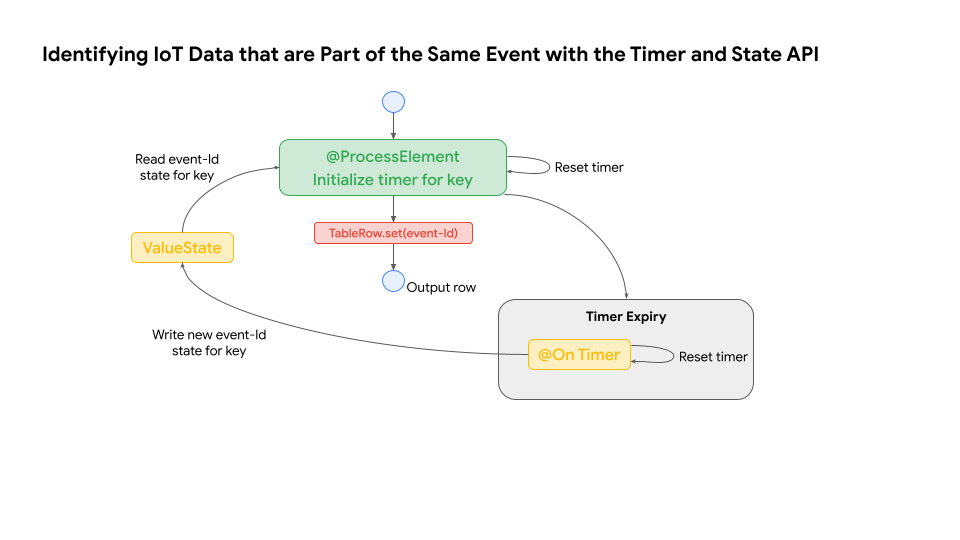 Identifying IoT Data that are Part of the Same Event with the Timer and State API
@ProcessElement
Initialize timer for key
Read event-Id
state for key
Reset timer
TableRow.set(event-Id)
ValueState
Output row
Timer Expiry
Write new event-Id
state for key
@On Timer
Reset timer